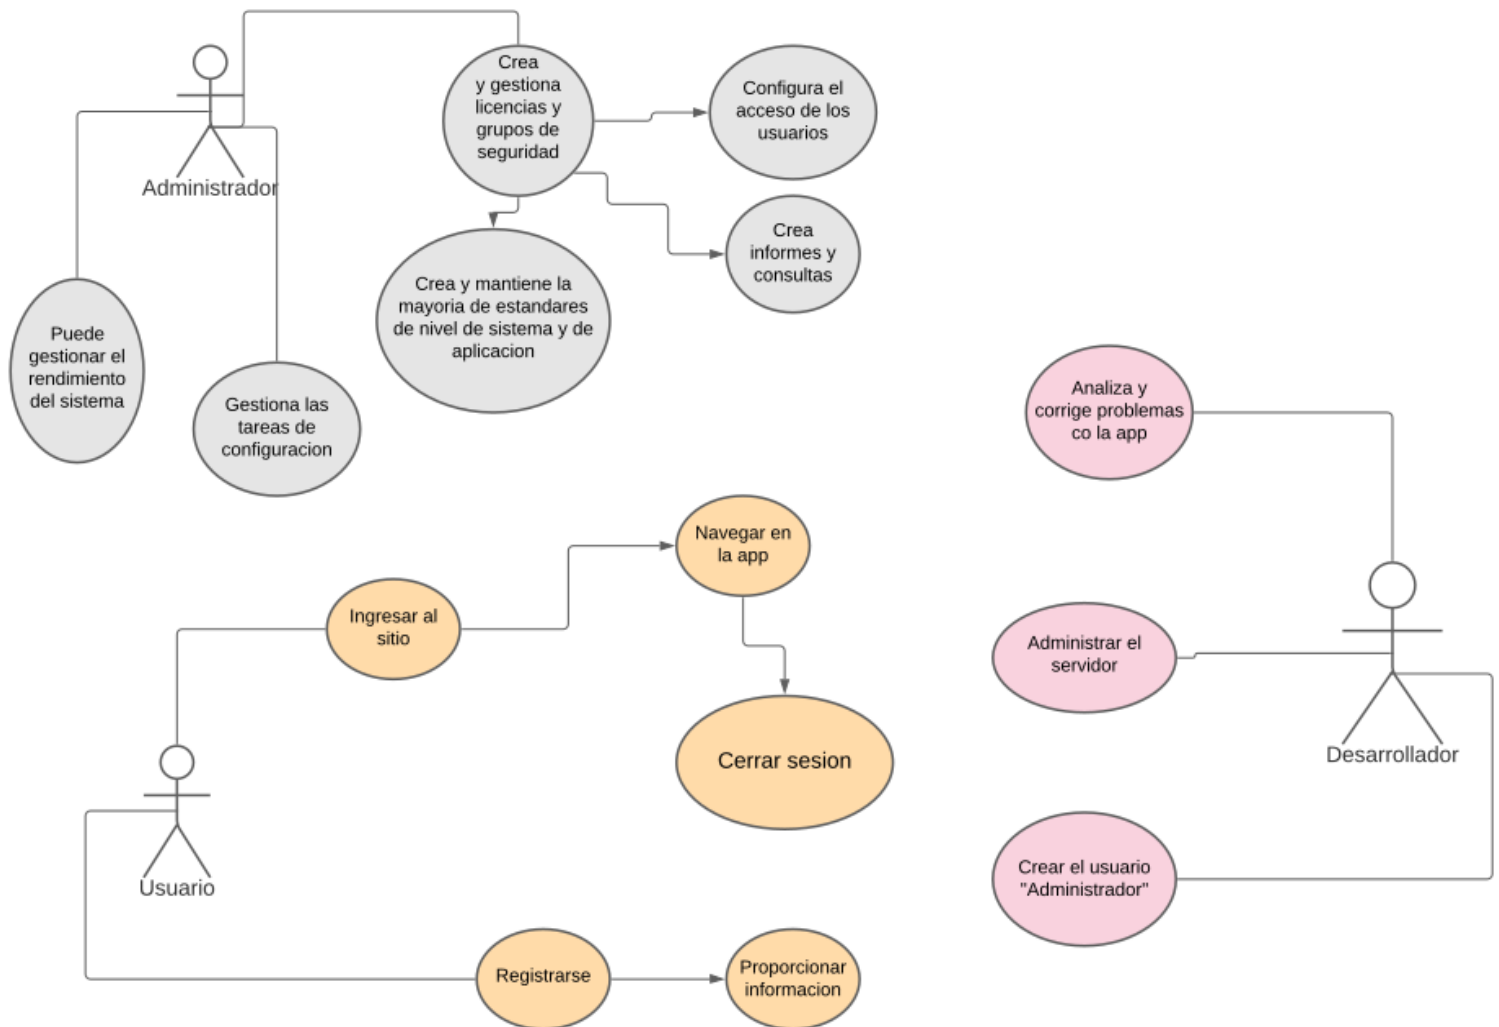 Administrador
Crea
y gestiona
licencias y
grupos de
seguridad
Configura el
acceso de los
usuarios
Crea
informes y
consultas
Crea y mantiene la
mayoria de estandares
de nivel de sistema y de
aplicacion
Puede
gestionar el
rendimiento
del sistema
Gestiona las
tareas de
configuracion
Analiza y
corrige problemas
co la app
Administrar el
servidor
Desarrollador
Crear el usuario
"Administrador"
Navegar en
la app
Ingresar al
sitio
Cerrar sesion
Usuario
Registrarse
Proporcionar
informacion